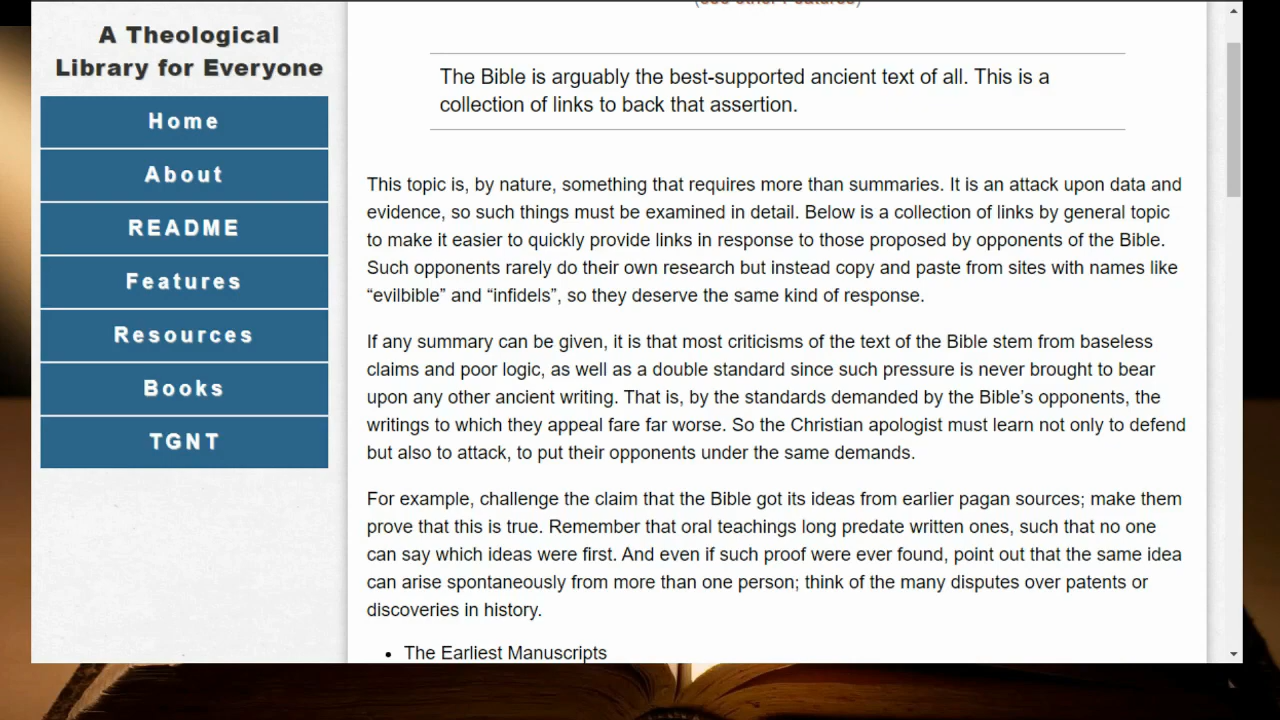 A Theological
Library for Everyone
Home
About
README
Features
Resources
Books
TGNT
The Bible is arguably the best-supported ancient text of all. This is a
collection of links to back that assertion.
This topic is, by nature, something that requires more than summaries. It is an attack upon data and
evidence, so such things must be examined in detail. Below is a collection of links by general topic
to make it easier to quickly provide links in response to those proposed by opponents of the Bible.
Such opponents rarely do their own research but instead copy and paste from sites with names like
“evilbible” and “infidels”, so they deserve the same kind of response.
If any summary can be given, it is that most criticisms of the text of the Bible stem from baseless
claims and poor logic, as well as a double standard since such pressure is never brought to bear
upon any other ancient writing. That is, by the standards demanded by the Bible’s opponents, the
writings to which they appeal fare far worse. So the Christian apologist must learn not only to defend
but also to attack, to put their opponents under the same demands.
For example, challenge the claim that the Bible got its ideas from earlier pagan sources; make them
prove that this is true. Remember that oral teachings long predate written ones, such that no one
can say which ideas were first. And even if such proof were ever found, point out that the same idea
can arise spontaneously from more than one person; think of the many disputes over patents or
discoveries in history.
• The Earliest Manuscripts